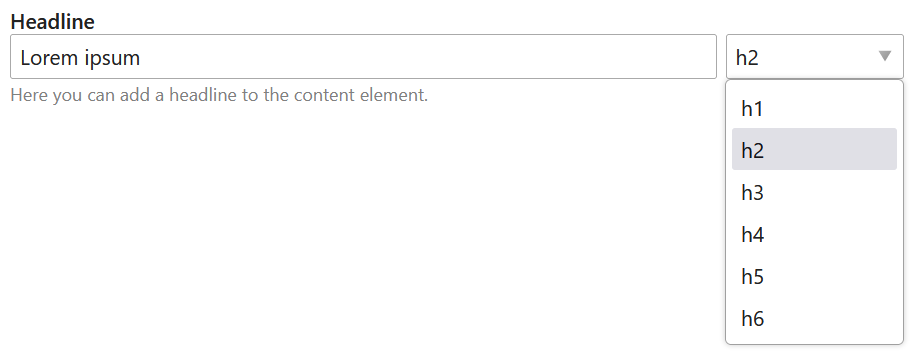 Headline
Lorem ipsum h2
Here you can add a headline to the content element.
h1
h2
h3
h4
h5
h6